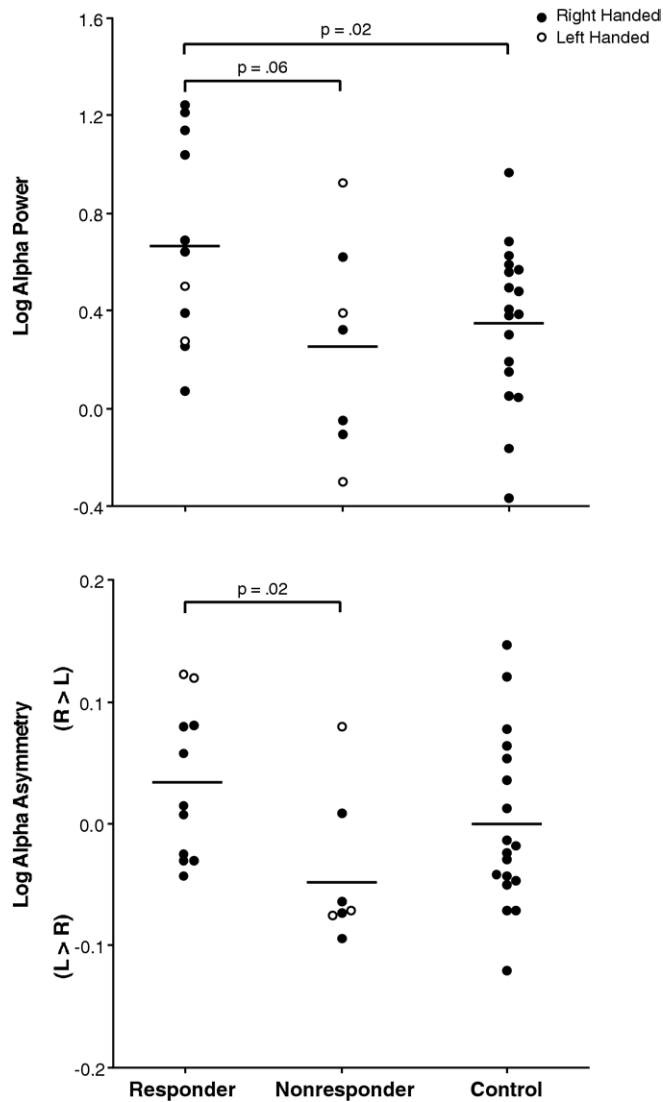 Right Handed
Left Handed
1.6
p = .02
p = .06
1.2
0.8
0.4
0.0
-0.4
Log Alpha Power
0.2
p = .02
0.1
0.0
-0.1
-0.2
(R > L)
Log Alpha Asymmetry
(L > R)
Responder Nonresponder Control